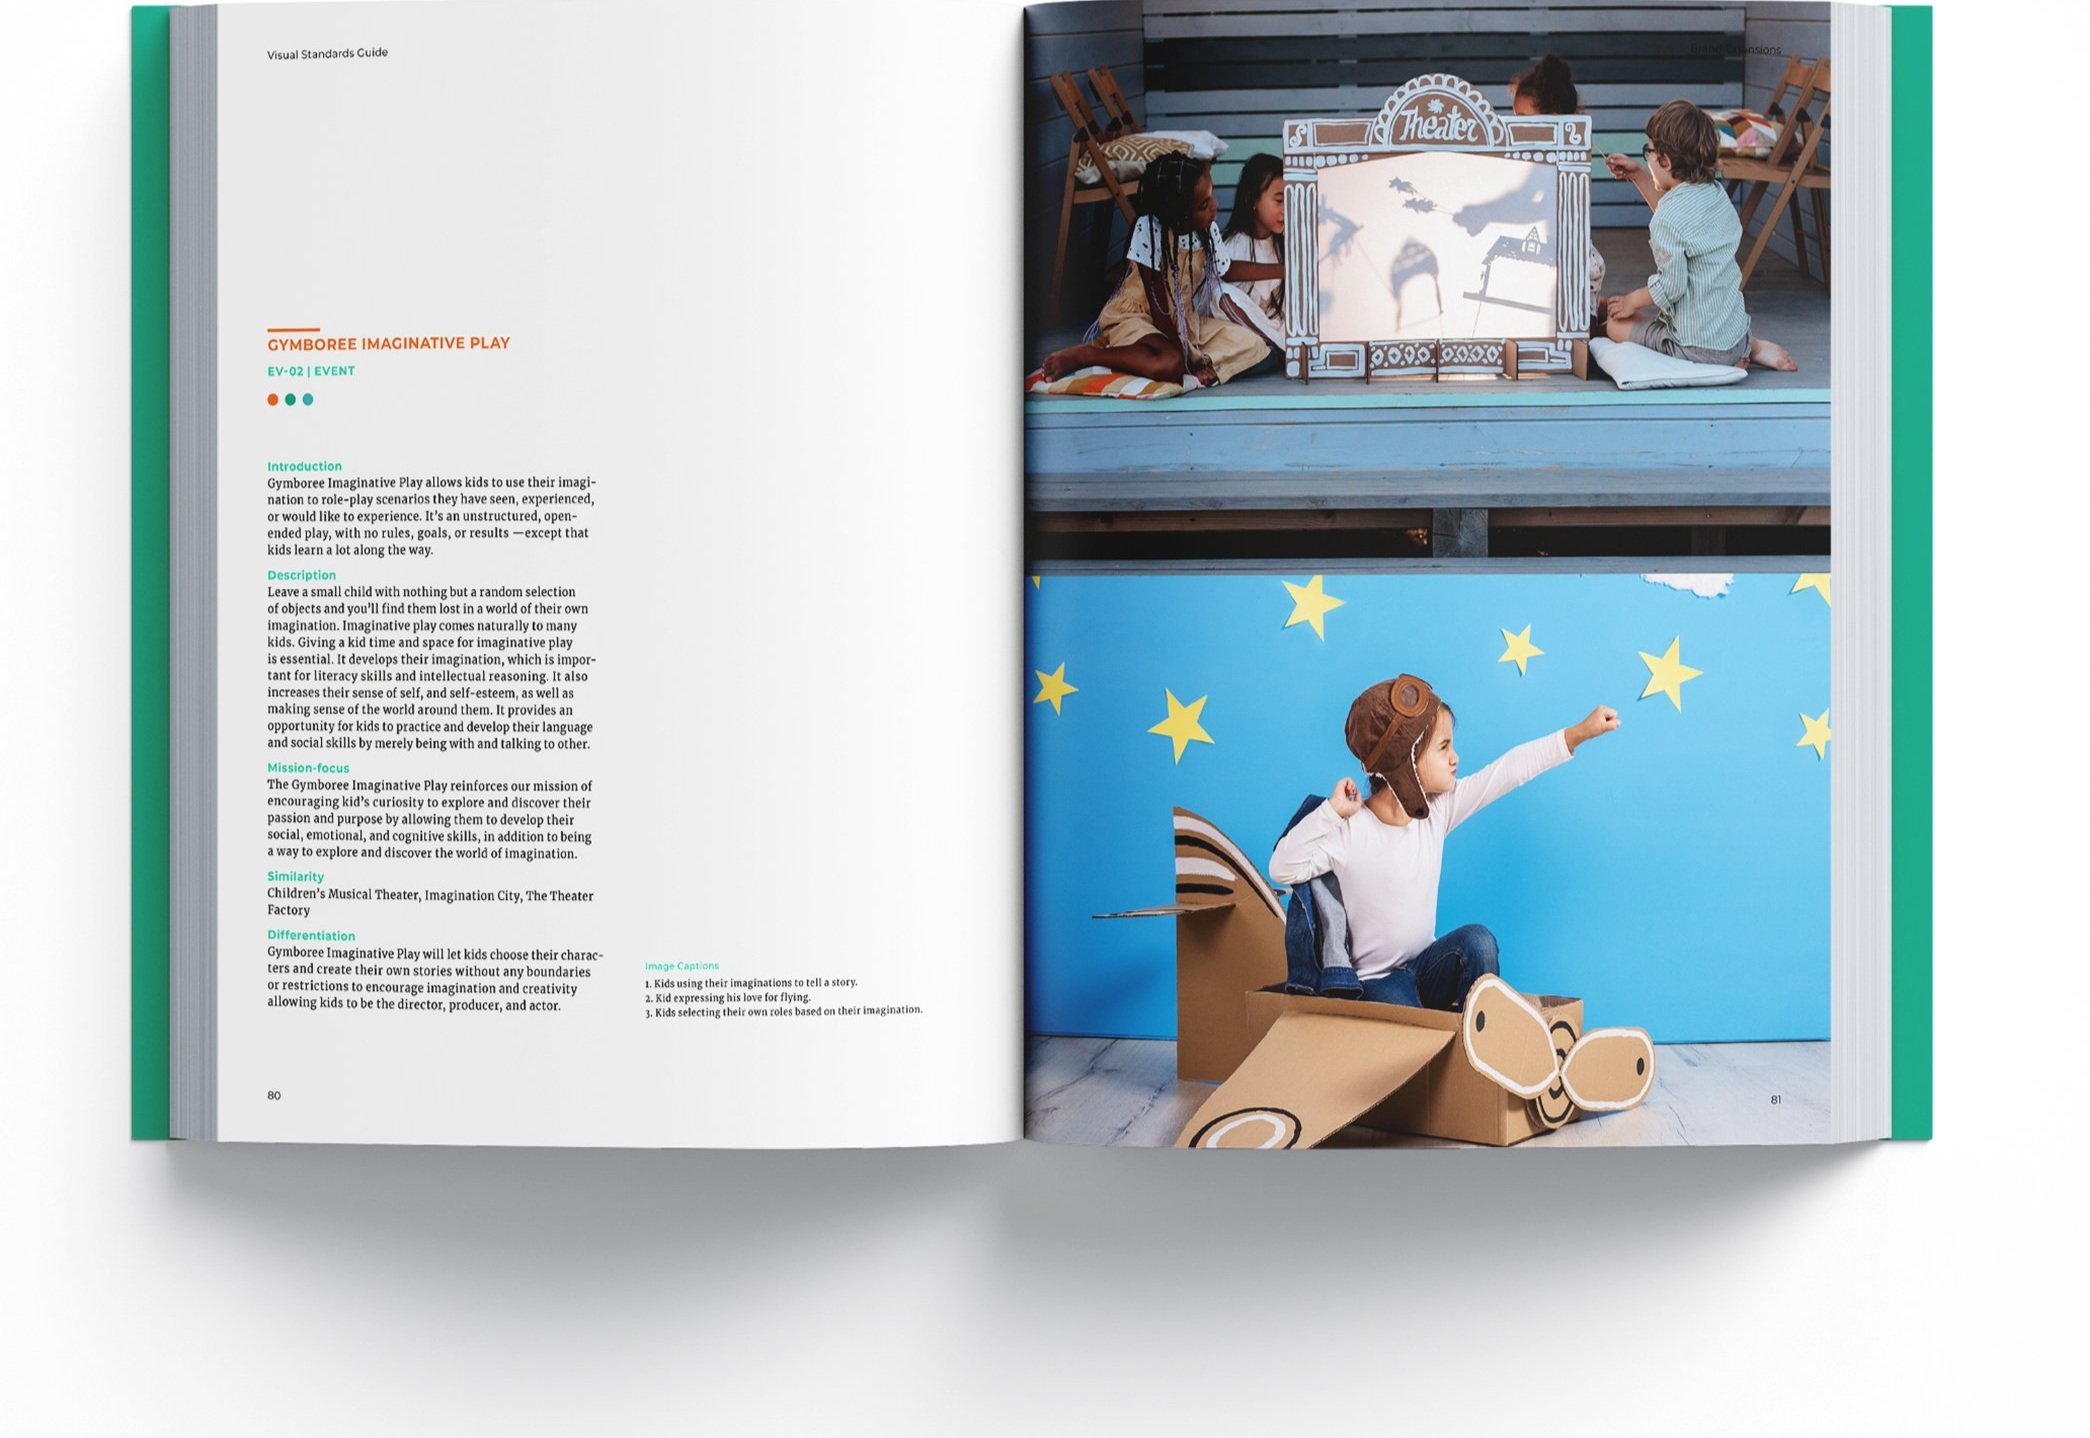 Visual Standards Guide
GYMBOREE IMAGINATIVE PLAY
EV-02 | EVENT
Introduction
Gymboree Imaginative Play allows kids to use their imagi-
nation to role-play scenarios they have seen, experienced,
or would like to experience. It's an unstructured, open-
ended play, with no rules, goals, or results —except that
kids learn a lot along the way.
Description
Leave a small child with nothing but a random selection
of objects and you'll find them lost in a world of their own
imagination. Imaginative play comes naturally to many
kids. Giving a kid time and space for imaginative play
is essential. It develops their imagination, which is impor-
tant for literacy skills and intellectual reasoning. It also
increases their sense of self, and self-esteem, as well as
making sense of the world around them. It provides an
opportunity for kids to practice and develop their language
and social skills by merely being with and talking to other.
Mission-focus
The Gymboree Imaginative Play reinforces our mission of
encouraging kid's curiosity to explore and discover their
passion and purpose by allowing them to develop their
social, emotional, and cognitive skills, in addition to being
a way to explore and discover the world of imagination.
Similarity
Children's Musical Theater, Imagination City, The Theater
Factory
Differentiation
Gymboree Imaginative Play will let kids choose their charac-
ters and create their own stories without any boundaries
or restrictions to encourage imagination and creativity
allowing kids to be the director, producer, and actor.
Image Captions
1. Kids using their imaginations to tell a story.
2. Kid expressing his love for flying.
3. Kids selecting their own roles based on their imagination.
80
Brand Expansions
Theater
81